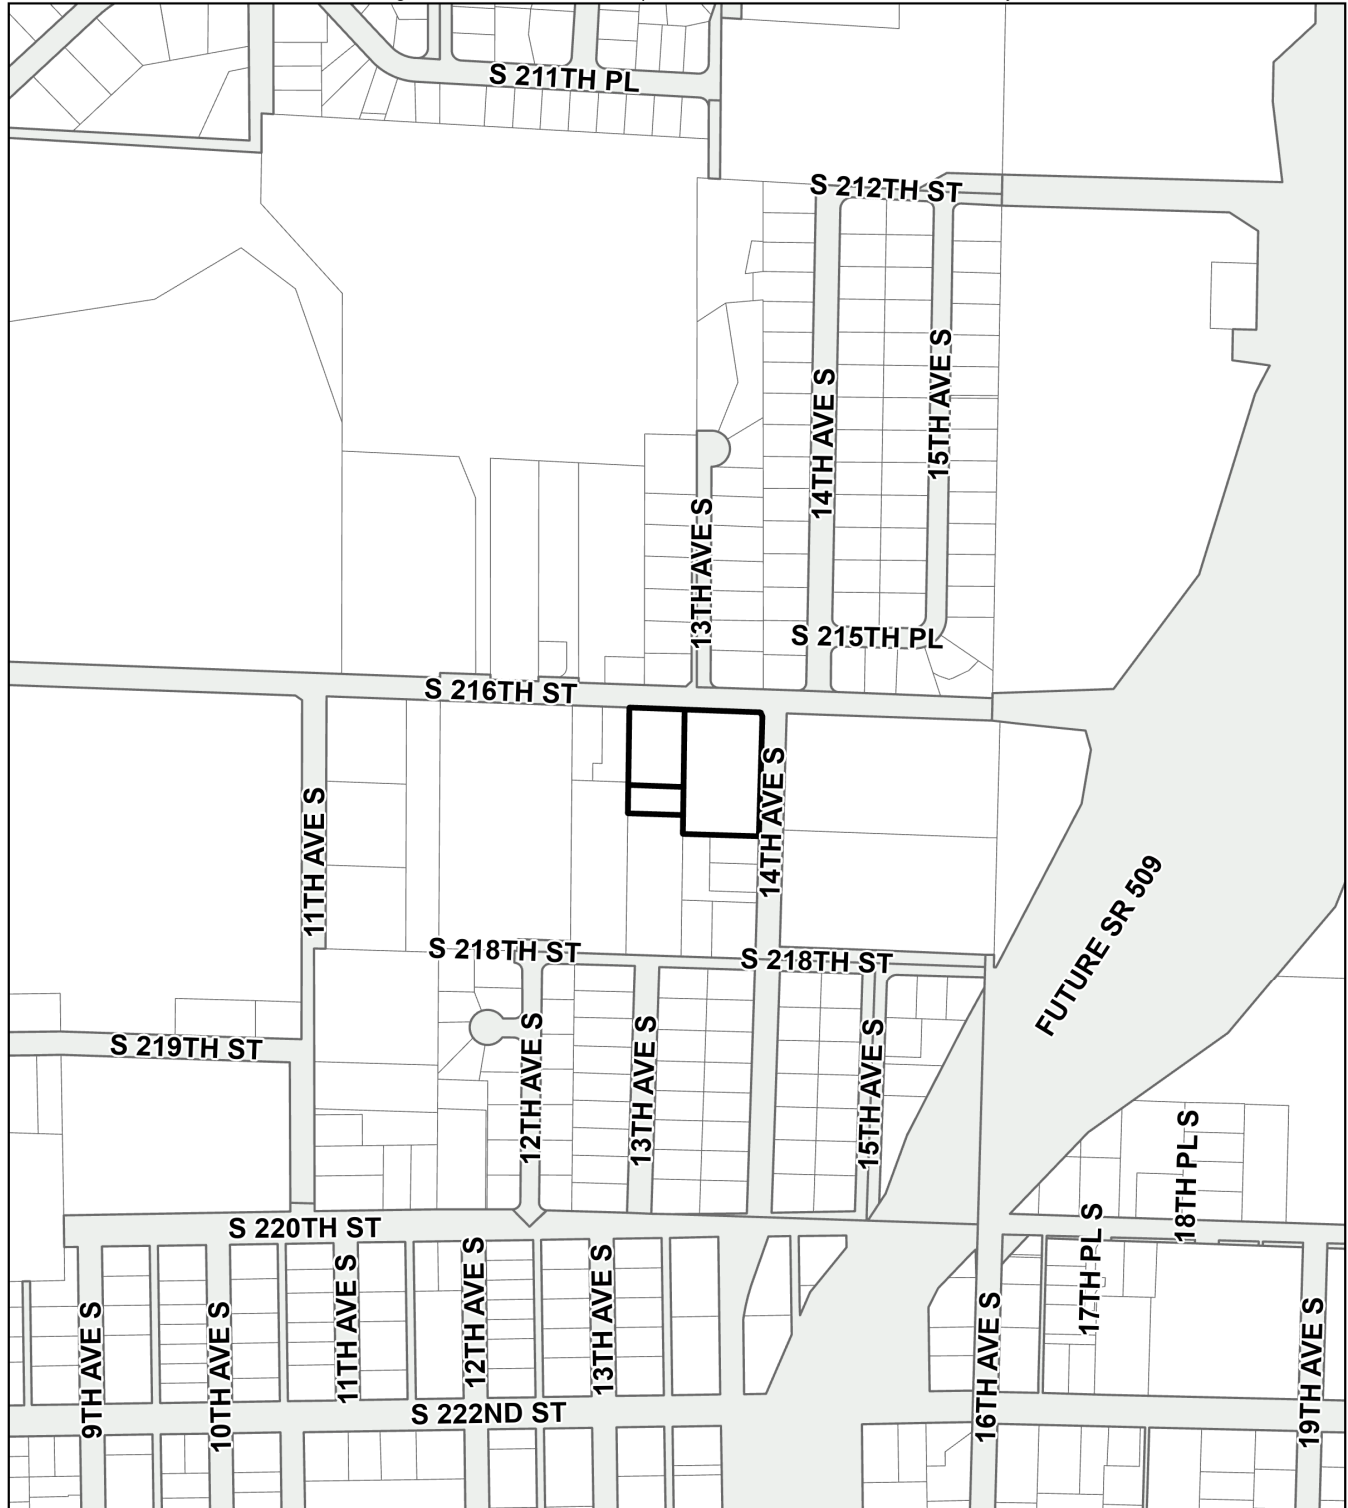 S 211TH PL
S 212TH ST
15TH AVE S
14TH AVE S
13TH AVE S
S 215TH PL
S 216TH ST
14TH AVE S
11TH AVE S
FUTURE SR 509
S 218TH ST
S 218TH ST
12TH AVE S
13TH AVE S
15TH AVE S
S 219TH ST
18TH PL S
17TH PL S
S 220TH ST
9TH AVE S
10TH AVE S
11TH AVE S
12TH AVE S
13TH AVE S
16TH AVE S
19TH AVE S
S 222ND ST